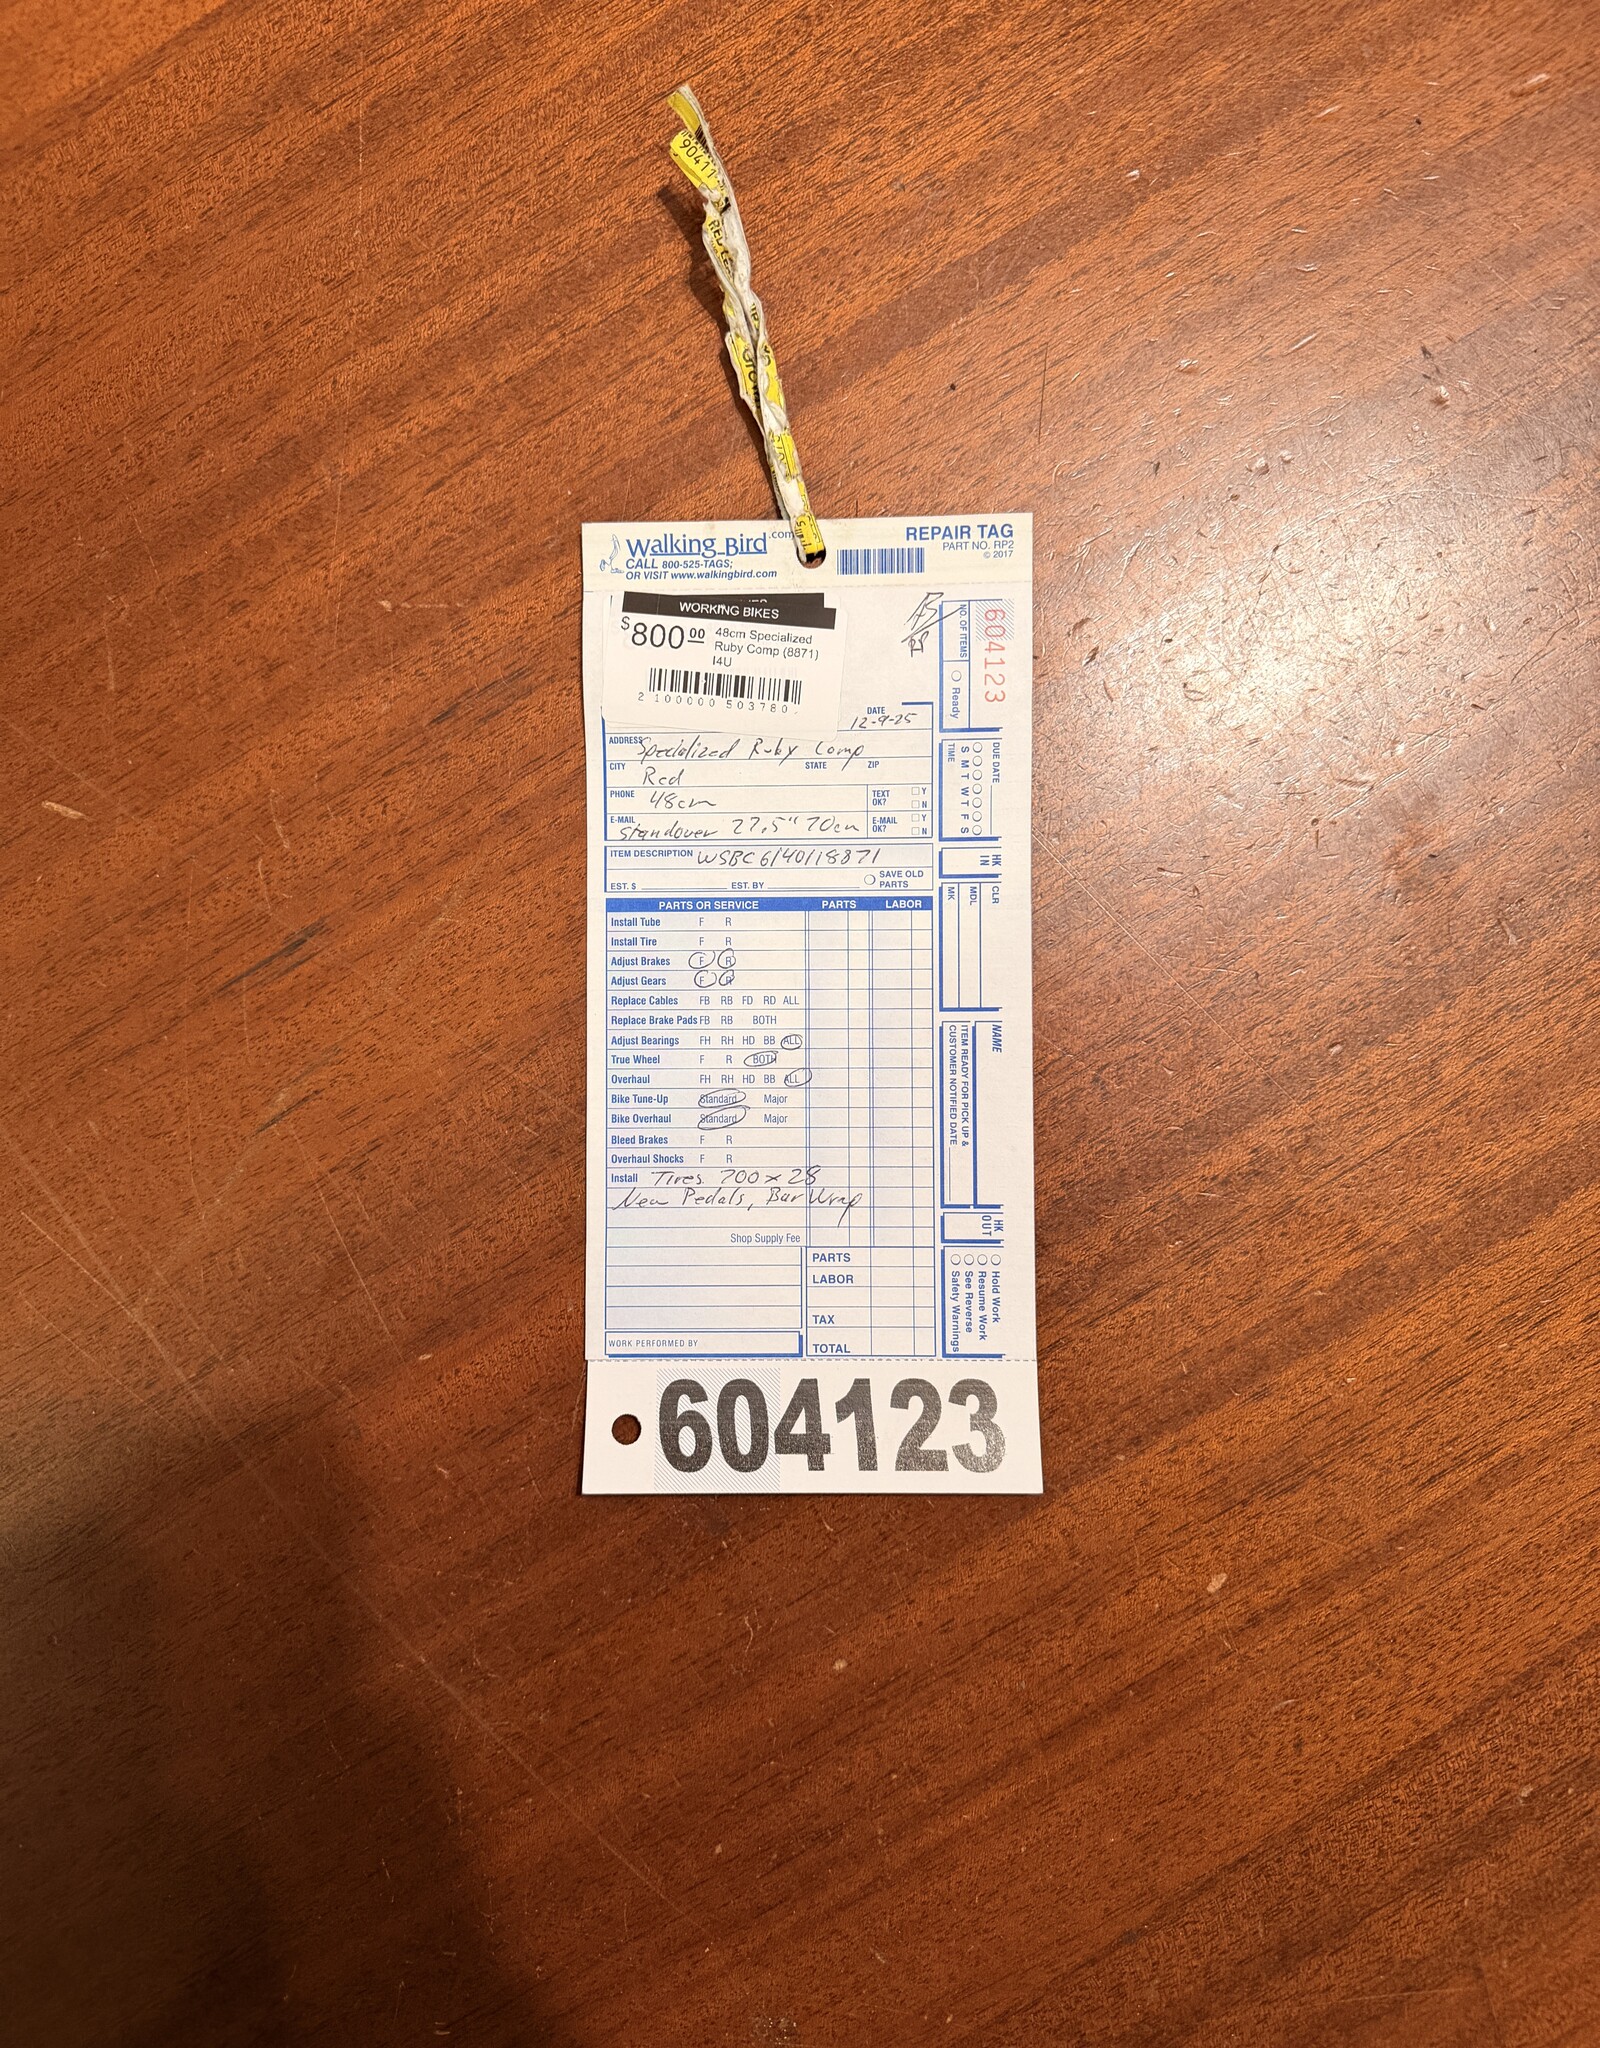 90411
Walking Bird.com
CALL 800-525-TAGS;
OR VISIT www.walkingbird.com
REPAIR TAG
PART NO. RP2
© 2017
WORKING BIKES
$800.00
48cm Specialized
Ruby Comp (8871)
I4U
2 100000 503780
DATE
12-9-25
ADDRESS Specialized Ruby Comp
CITY Red STATE ZIP
PHONE 48cm TEXT OK? Y N
E-MAIL Standover 27.5" 70cm E-MAIL OK? Y N
ITEM DESCRIPTION WSBC6140118871
EST. $ EST. BY SAVE OLD PARTS
PARTS OR SERVICE PARTS LABOR
Install Tube F R
Install Tire F R
Adjust Brakes F R
Adjust Gears F R
Replace Cables FB RB FD RD ALL
Replace Brake Pads FB RB BOTH
Adjust Bearings FH RH HD BB ALL
True Wheel F R BOTH
Overhaul FH RH HD BB ALL
Bike Tune-Up Standard Major
Bike Overhaul Standard Major
Bleed Brakes F R
Overhaul Shocks F R
Install Tires 700x28
New Pedals, Bar Wrap
Shop Supply Fee
PARTS
LABOR
TAX
TOTAL
WORK PERFORMED BY
604123
NO. OF ITEMS
Ready
DUE DATE
S M T W T F S
TIME
HK IN
CLR
MDL
MK
NAME
ITEM READY FOR PICK UP &
CUSTOMER NOTIFIED DATE
HK OUT
Hold Work
Resume Work
See Reverse
Safety Warnings
604123